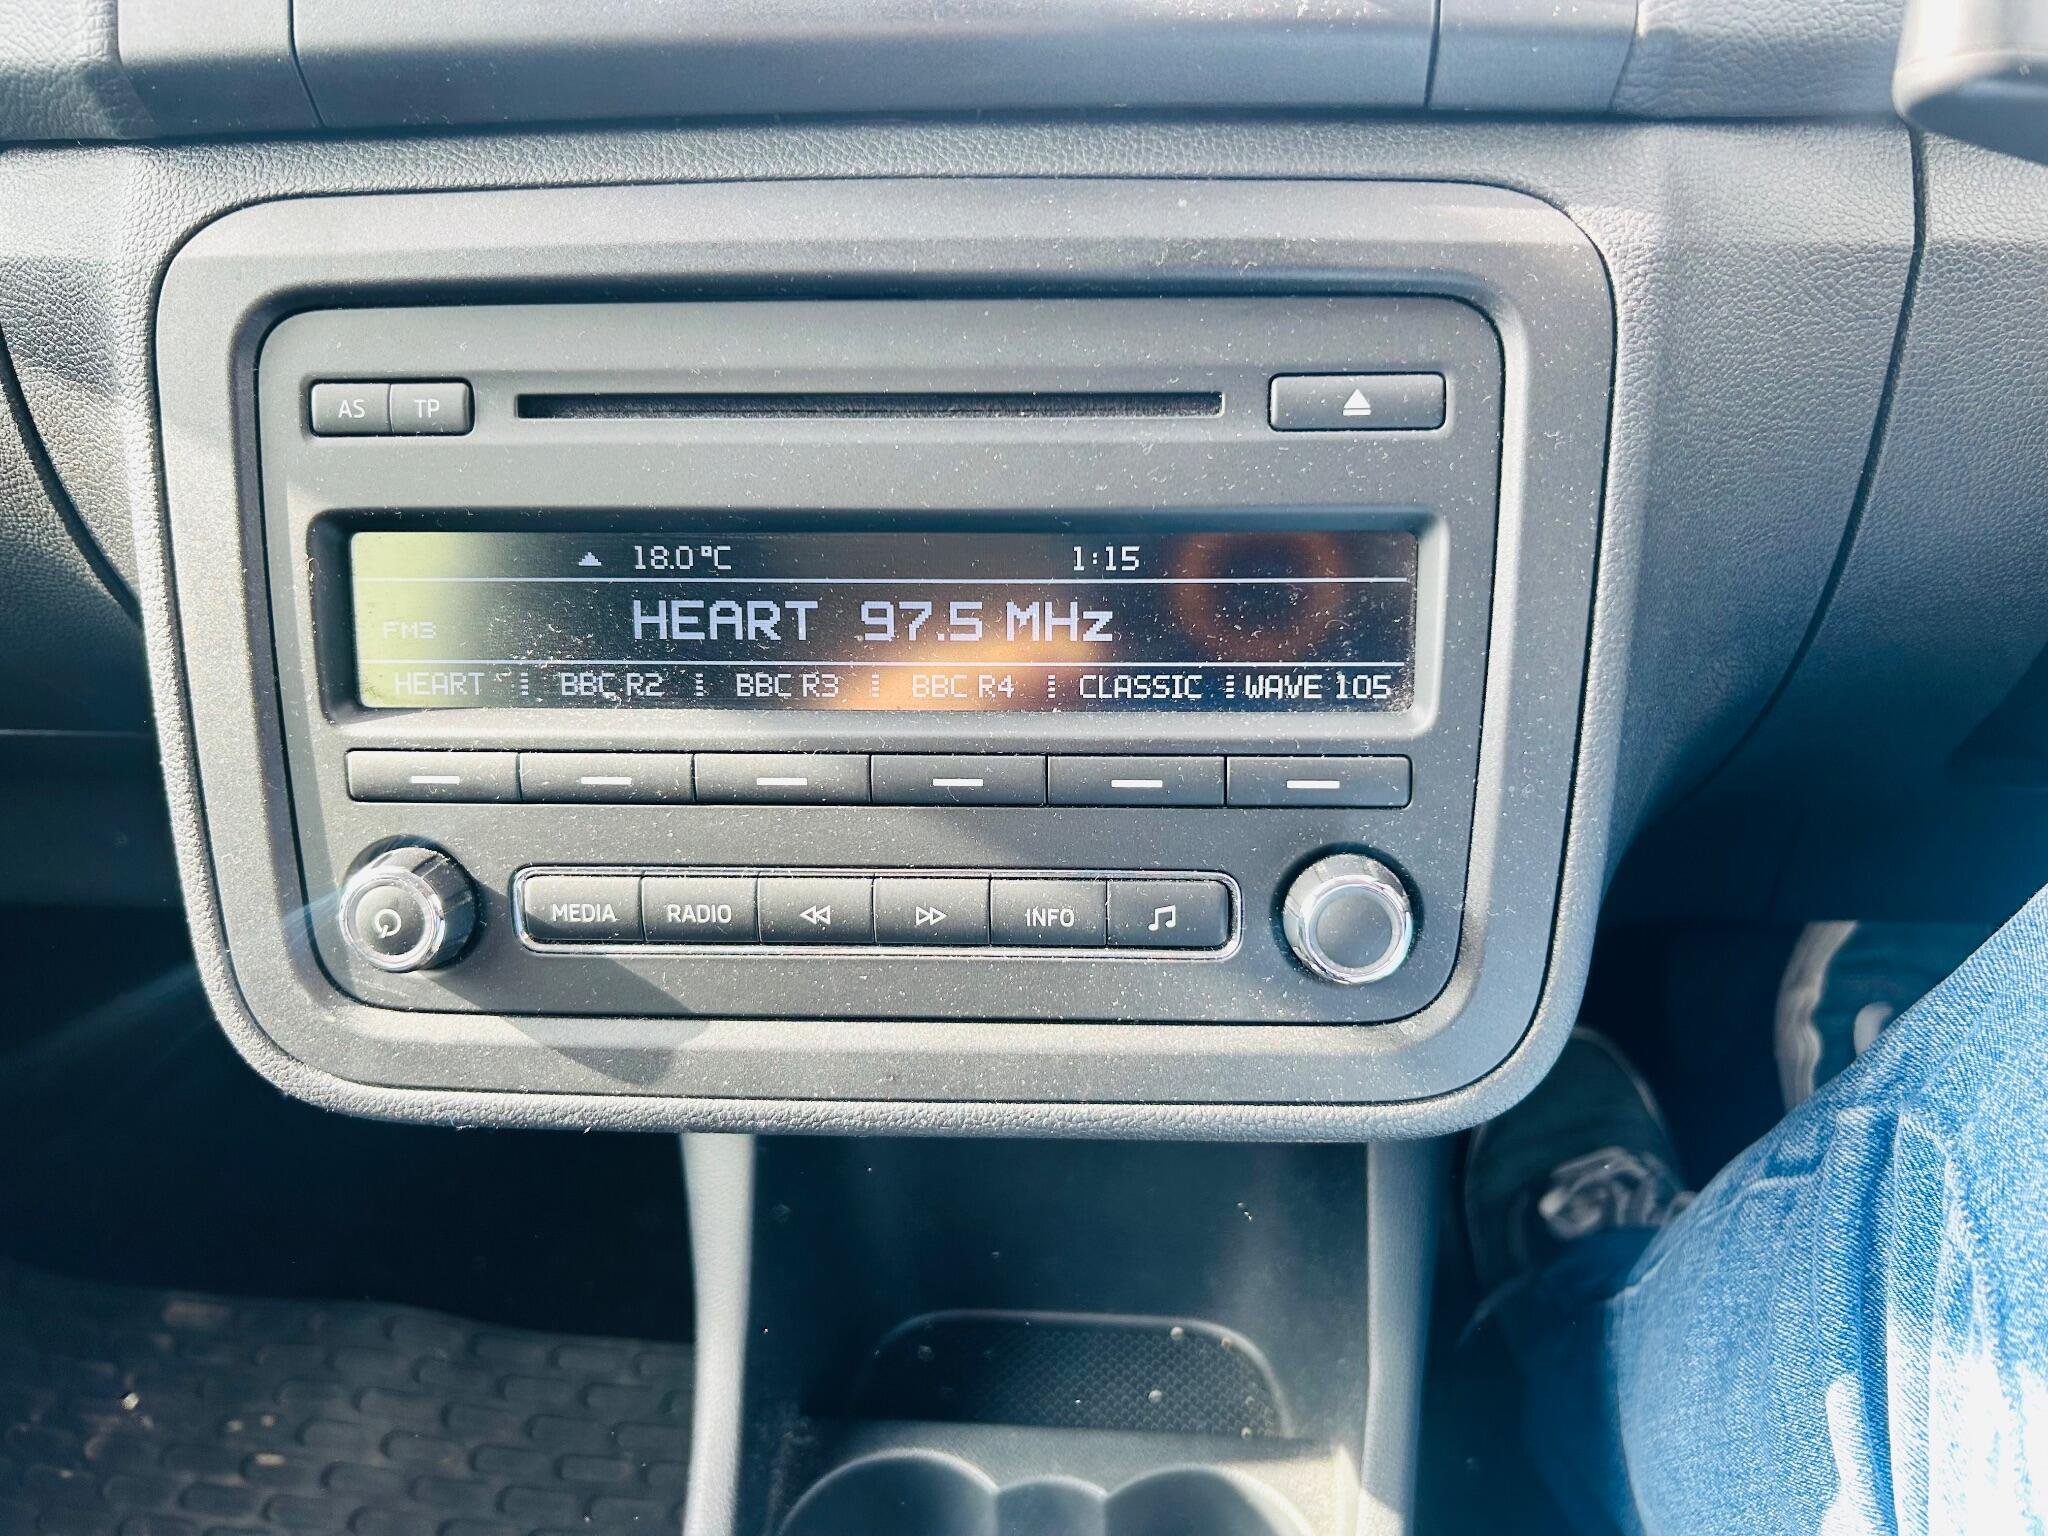 AS TP
18.0°C 1:15
HEART 97.5 MHz
FM3
HEART BBC R2 BBC R3 BBC R4 CLASSIC WAVE 105
MEDIA RADIO INFO